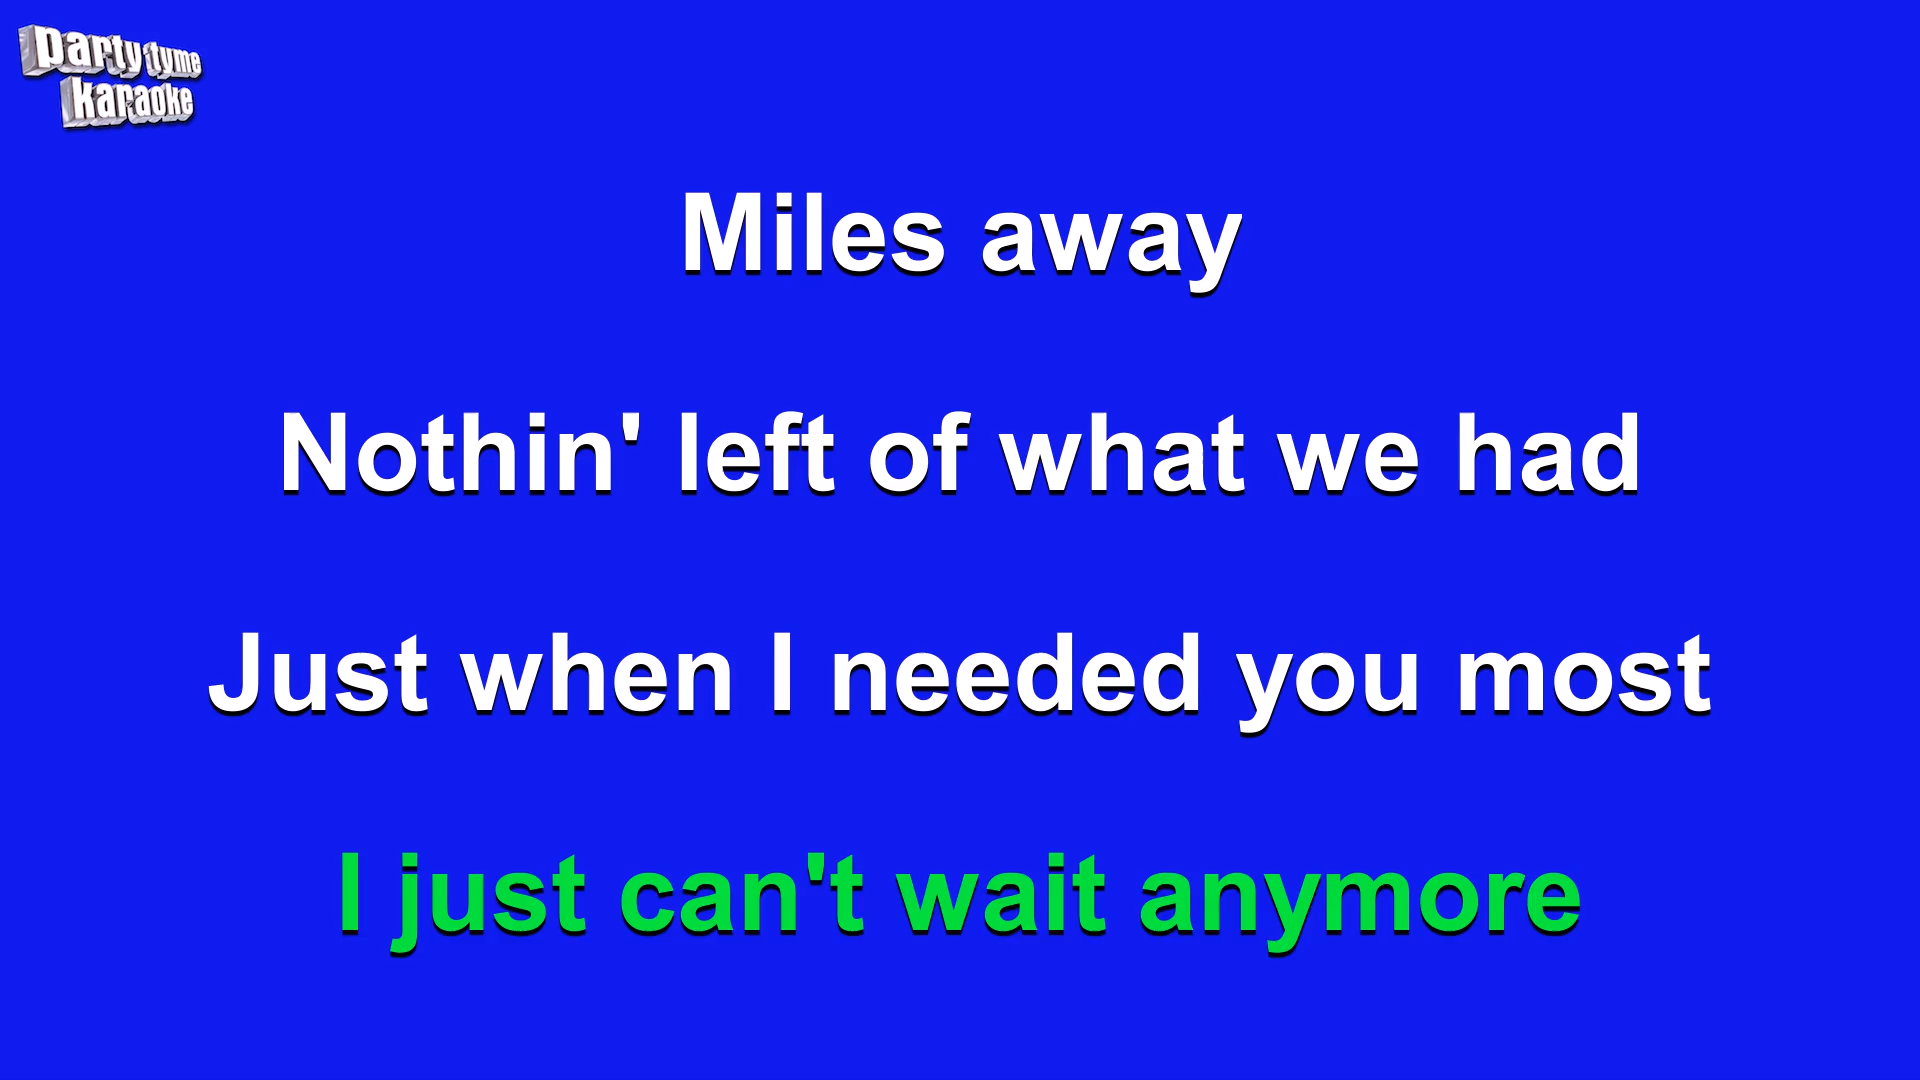 party tyme
karaoke
Miles away
Nothin' left of what we had
Just when I needed you most
I just can't wait anymore